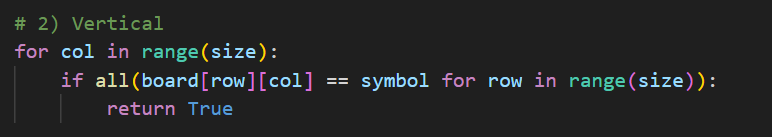 # 2) Vertical
for col in range(size):
    if all(board[row][col] == symbol for row in range(size)):
        return True